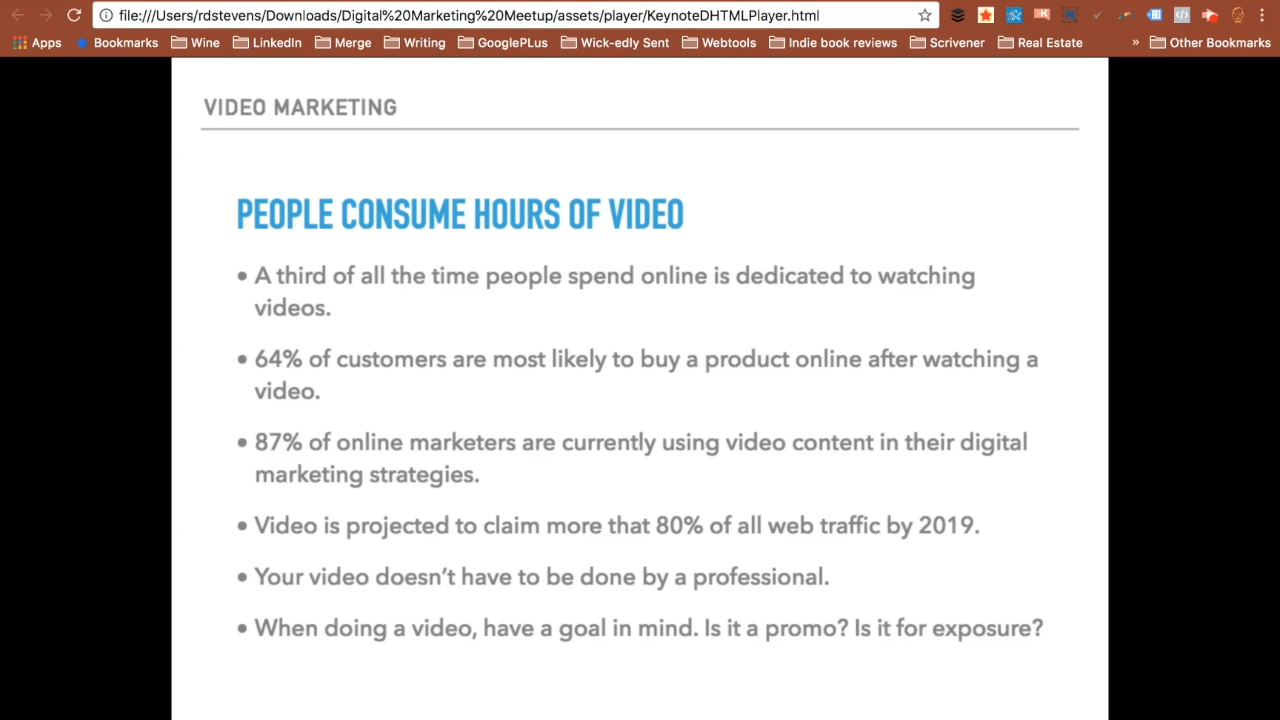 file:///Users/rdstevens/Downloads/Digital%20Marketing%20Meetup/assets/player/KeynoteDHTMLPlayer.html
Apps Bookmarks Wine LinkedIn Merge Writing GooglePLus Wick-edly Sent Webtools Indie book reviews Scrivener Real Estate » Other Bookmarks
VIDEO MARKETING
PEOPLE CONSUME HOURS OF VIDEO
• A third of all the time people spend online is dedicated to watching
videos.
• 64% of customers are most likely to buy a product online after watching a
video.
• 87% of online marketers are currently using video content in their digital
marketing strategies.
• Video is projected to claim more that 80% of all web traffic by 2019.
• Your video doesn’t have to be done by a professional.
• When doing a video, have a goal in mind. Is it a promo? Is it for exposure?